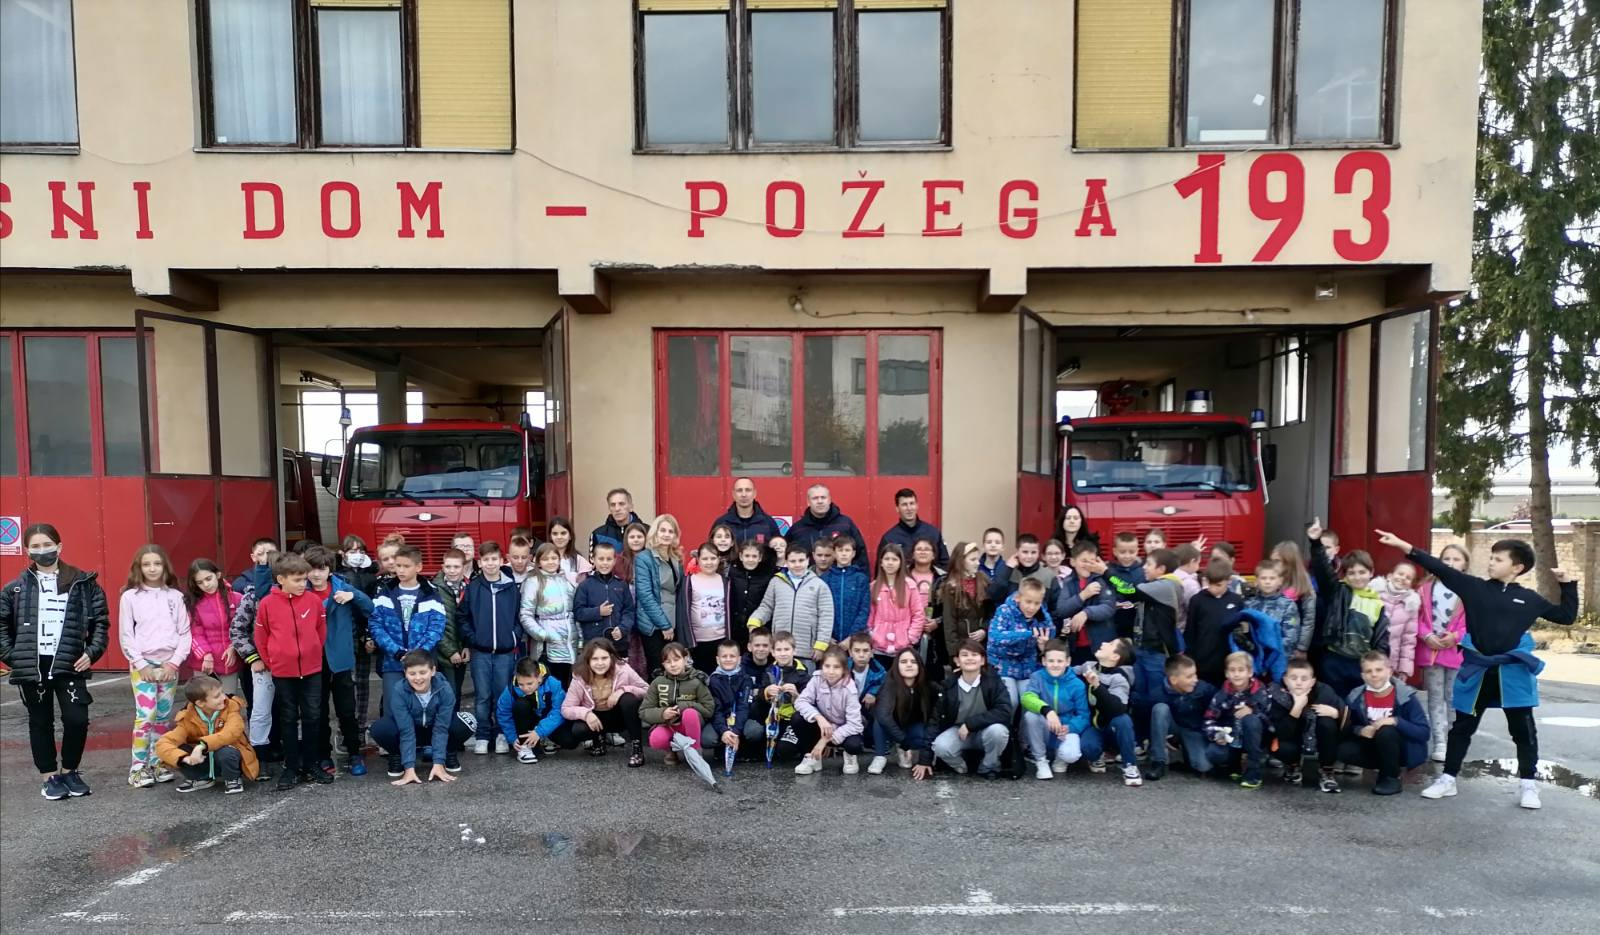 SNI DOM - POŽEGA 193